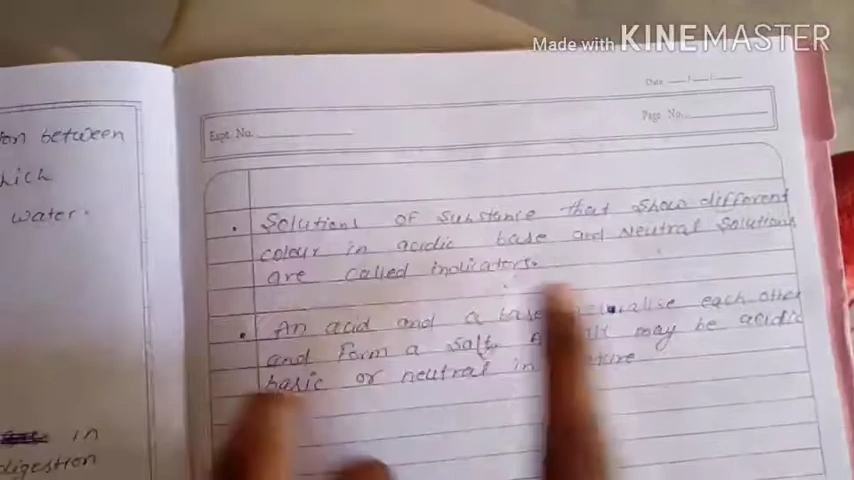 Made with KINEMASTER
on between
hich
water.
in
digestion
Date
Page No.
Expt. No.
• Solutions of substance that show different
colour in acidic base and Neutral solutions
are called indicators.
• An acid and a base each other
and Form a salt. A may be acidic
basic or neutral in